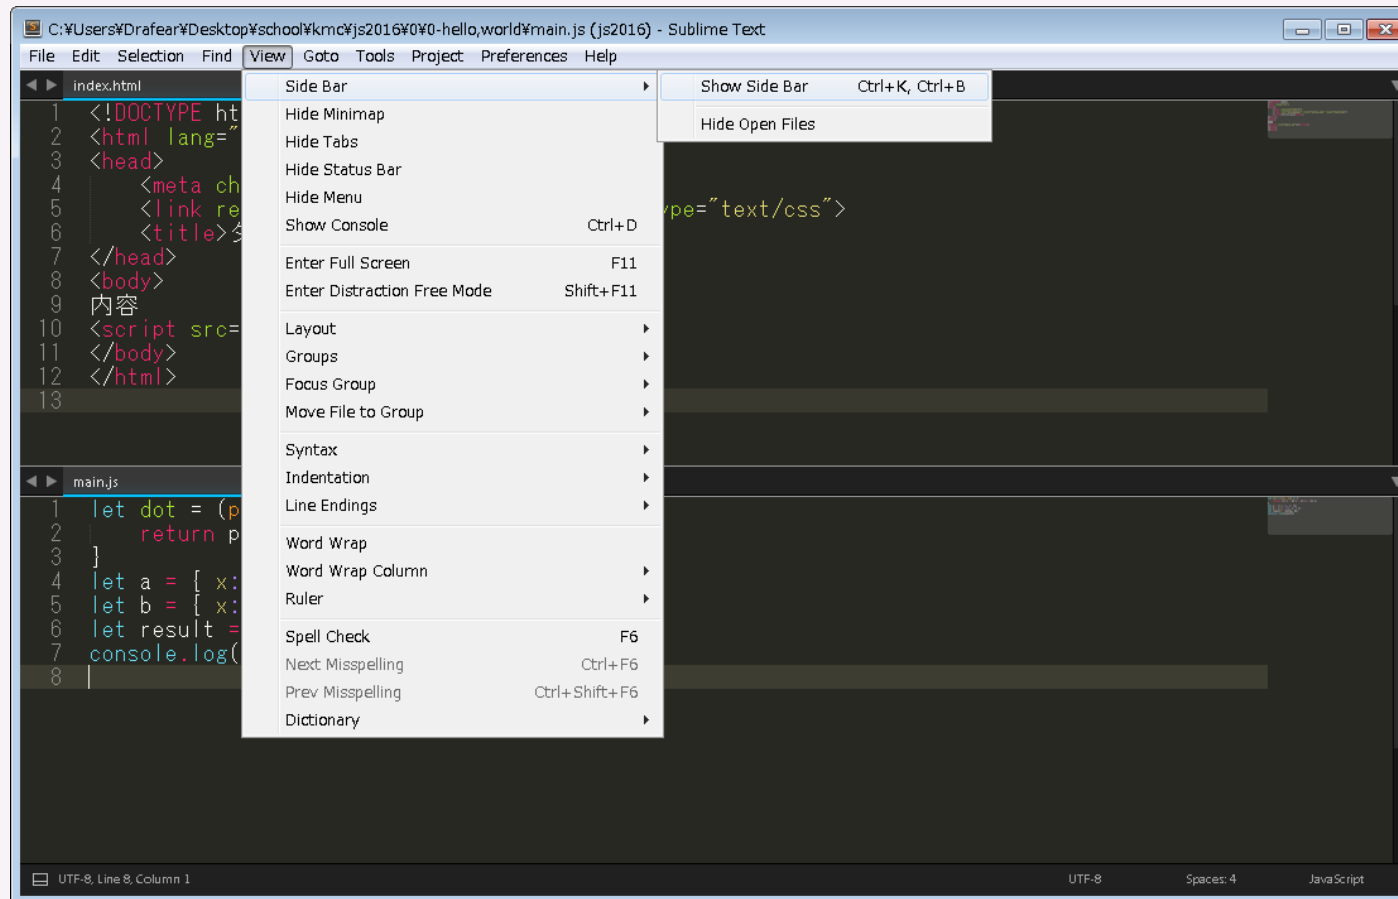 C:¥Users¥Drafear¥Desktop¥school¥kmc¥js2016¥0¥0-hello,world¥main.js (js2016) - Sublime Text
File Edit Selection Find View Goto Tools Project Preferences Help
index.html
1 <!DOCTYPE ht
2 <html lang="
3 <head>
4 <meta ch
5 <link re ype="text/css">
6 <title>
7 </head>
8 <body>
9 内容
10 <script src=
11 </body>
12 </html>
13
Side Bar
Hide Minimap
Hide Tabs
Hide Status Bar
Hide Menu
Show Console Ctrl+D
Enter Full Screen F11
Enter Distraction Free Mode Shift+F11
Layout
Groups
Focus Group
Move File to Group
Syntax
Indentation
Line Endings
Word Wrap
Word Wrap Column
Ruler
Spell Check F6
Next Misspelling Ctrl+F6
Prev Misspelling Ctrl+Shift+F6
Dictionary
Show Side Bar Ctrl+K, Ctrl+B
Hide Open Files
main.js
1 let dot = (p
2 return p
3 }
4 let a = { x:
5 let b = { x:
6 let result =
7 console.log(
8
UTF-8, Line 8, Column 1 UTF-8 Spaces: 4 JavaScript